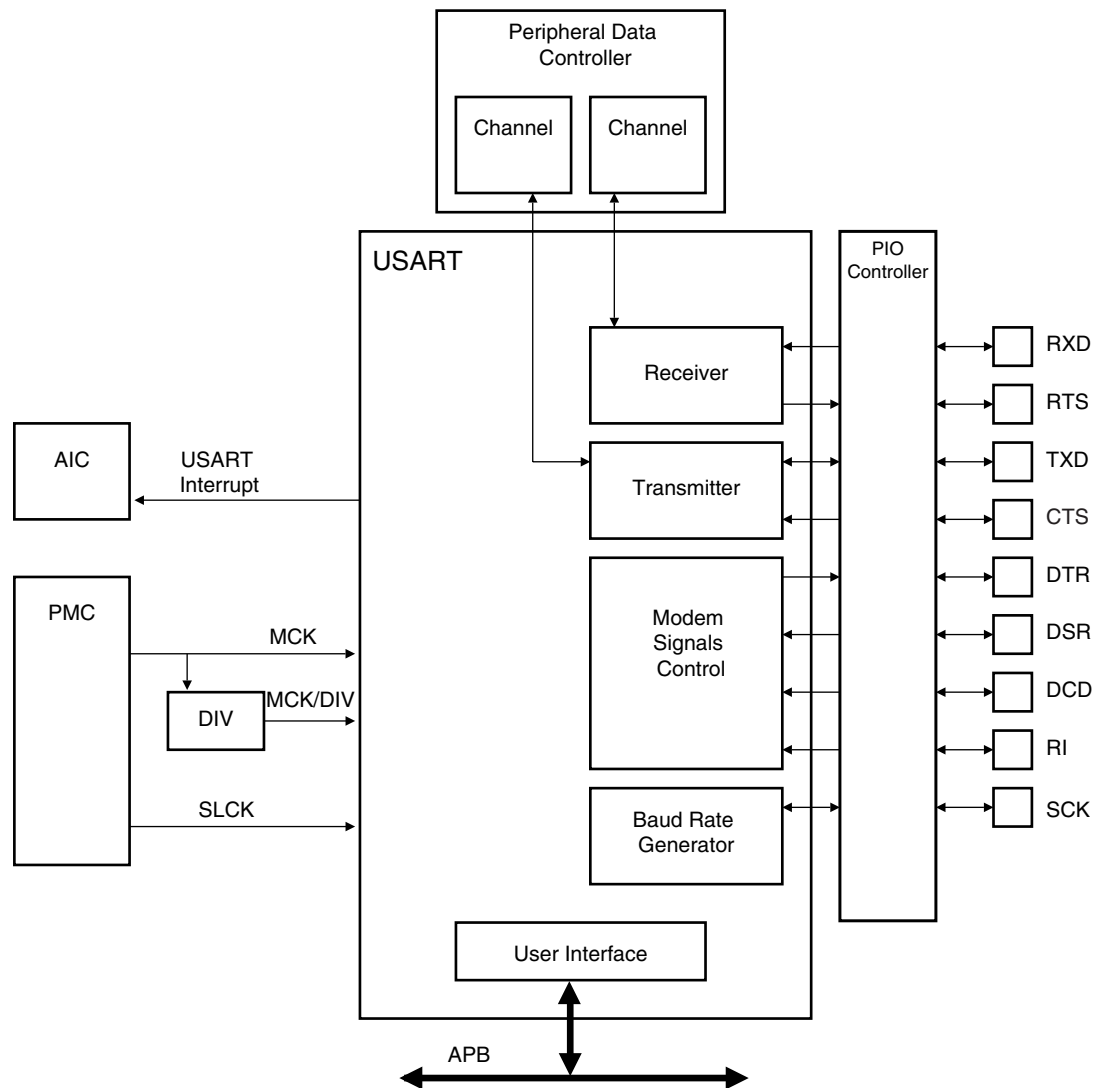 Peripheral Data
Controller
Channel
Channel
USART
PIO
Controller
Receiver
RXD
RTS
AIC
USART
Interrupt
Transmitter
TXD
CTS
PMC
MCK
DIV
MCK/DIV
SLCK
Modem
Signals
Control
DTR
DSR
DCD
RI
Baud Rate
Generator
SCK
User Interface
APB